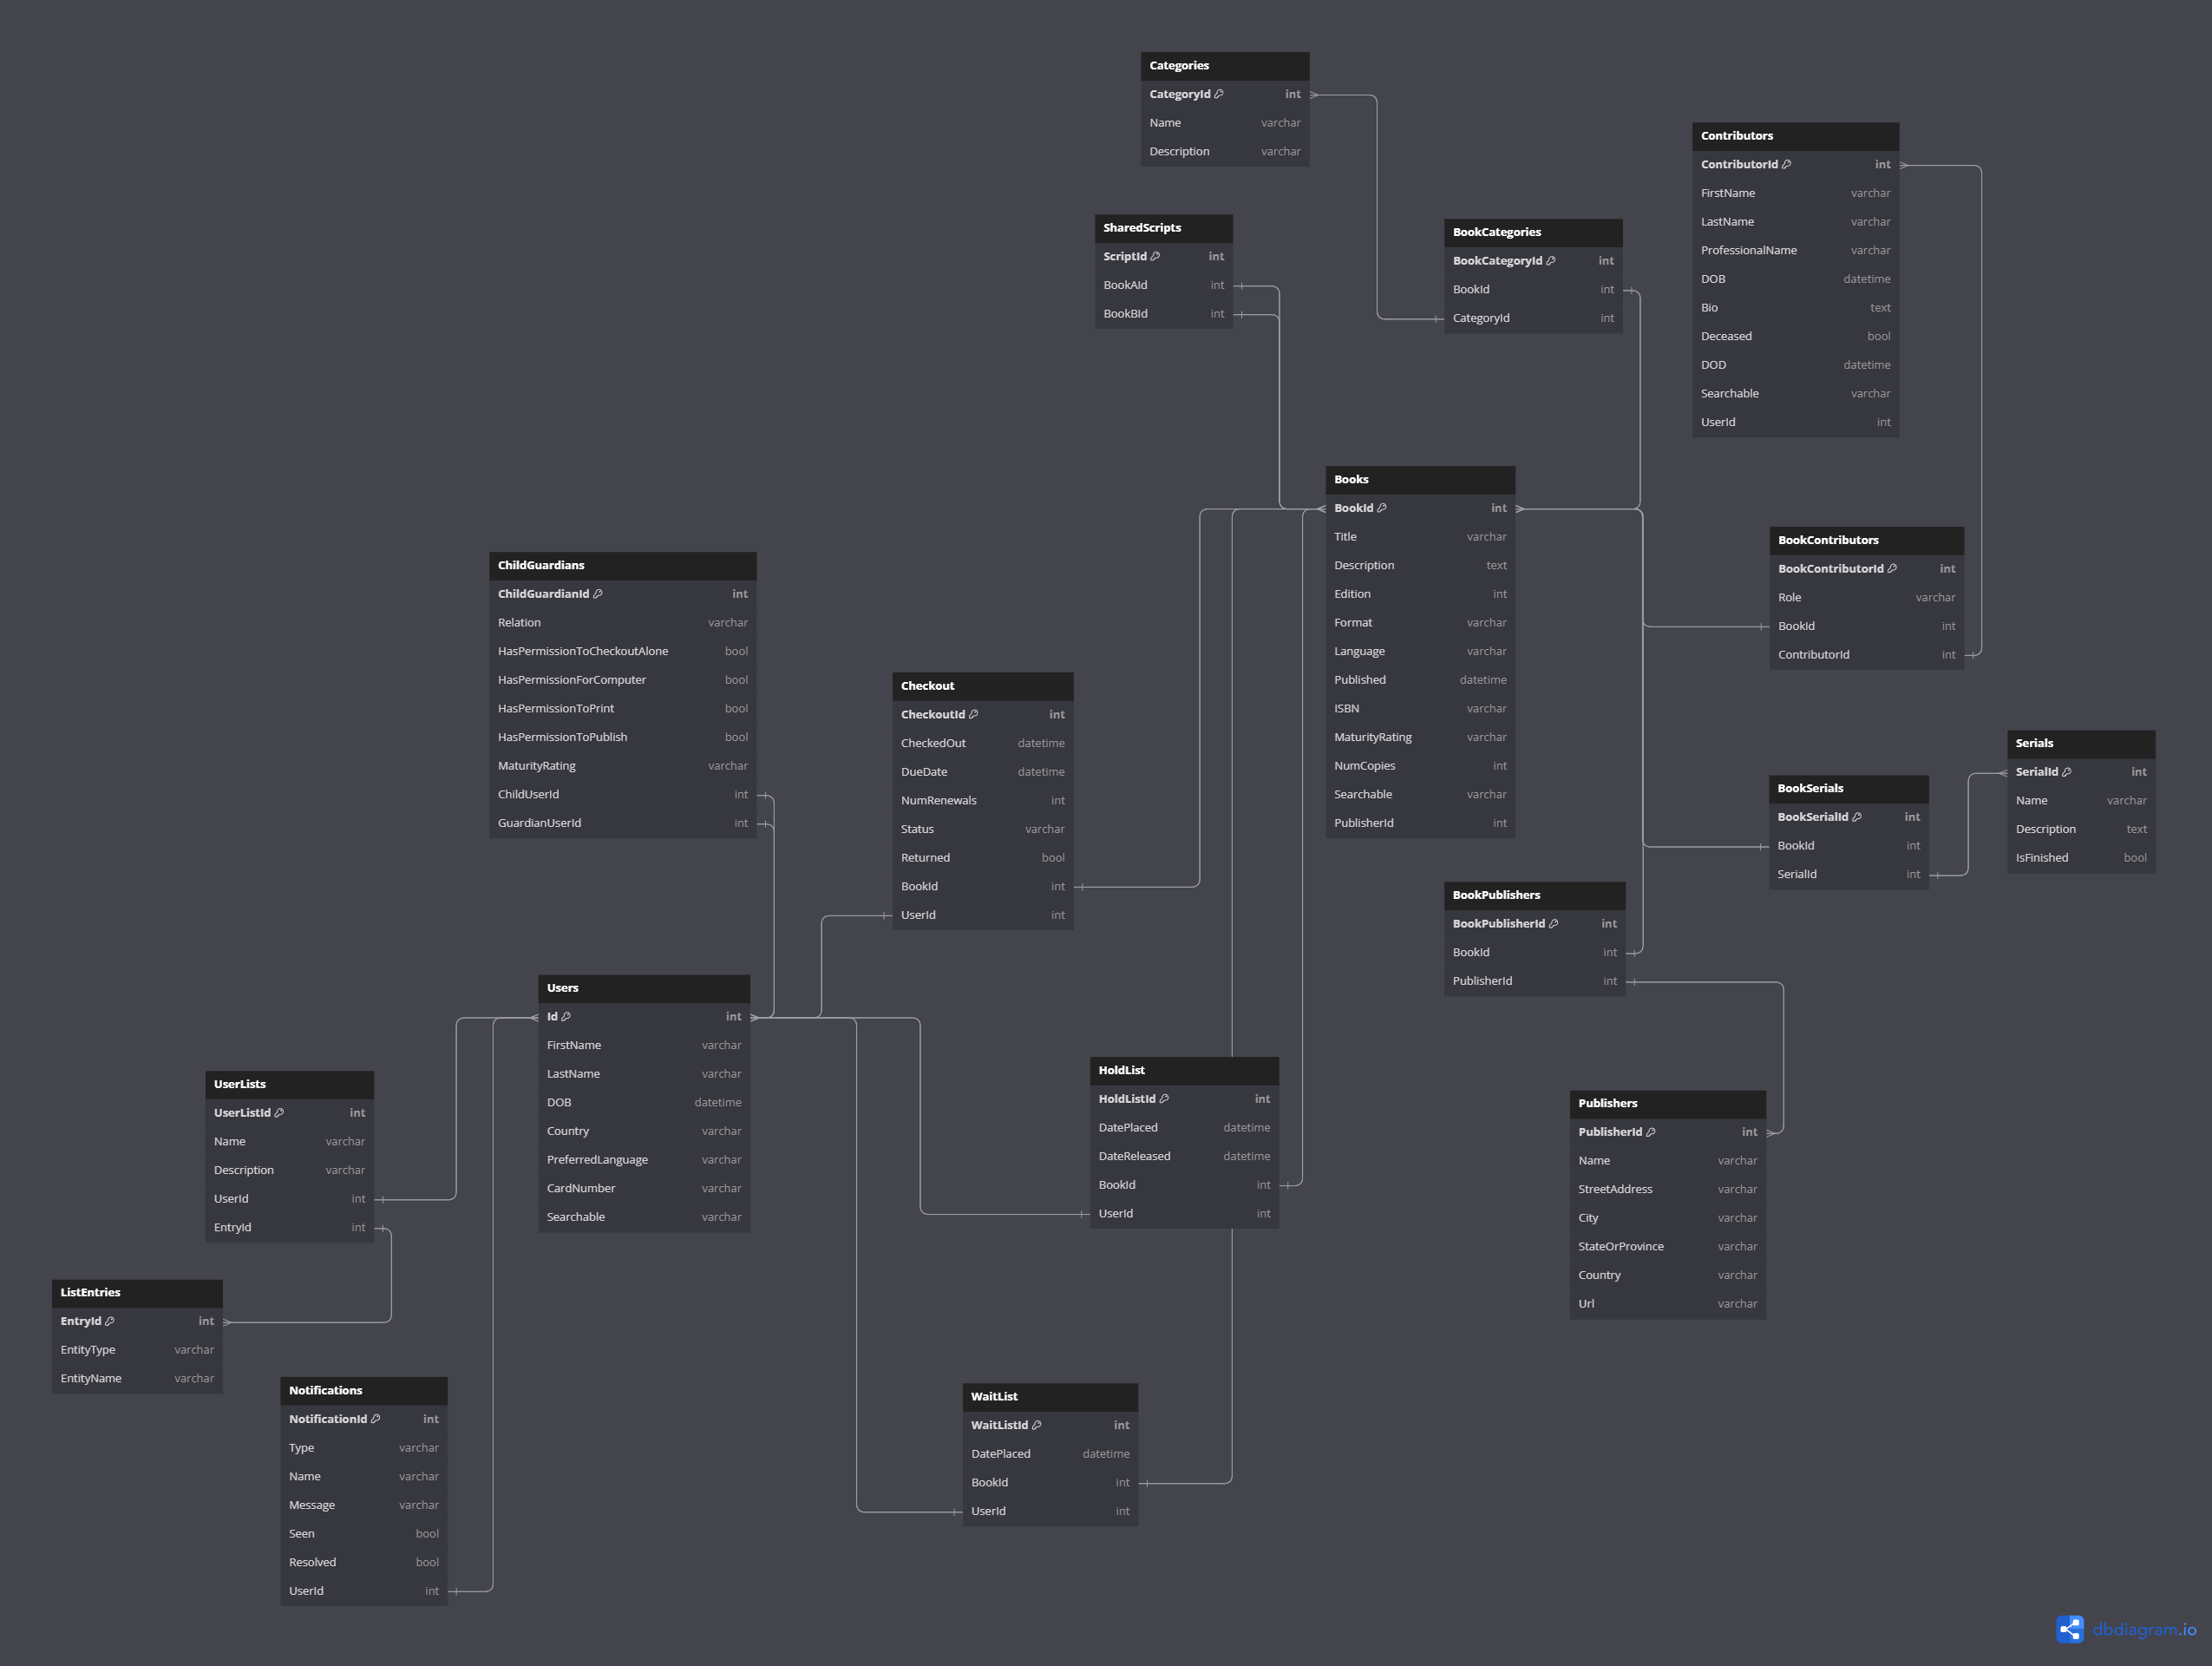 Categories
CategoryId int
Name varchar
Description varchar
Contributors
ContributorId int
FirstName varchar
LastName varchar
ProfessionalName varchar
DOB datetime
Bio text
Deceased bool
DOD datetime
Searchable varchar
UserId int
SharedScripts
ScriptId int
BookAId int
BookBId int
BookCategories
BookCategoryId int
BookId int
CategoryId int
Books
BookId int
Title varchar
Description text
Edition int
Format varchar
Language varchar
Published datetime
ISBN varchar
MaturityRating varchar
NumCopies int
Searchable varchar
PublisherId int
BookContributors
BookContributorId int
Role varchar
BookId int
ContributorId int
ChildGuardians
ChildGuardianId int
Relation varchar
HasPermissionToCheckoutAlone bool
HasPermissionForComputer bool
HasPermissionToPrint bool
HasPermissionToPublish bool
MaturityRating varchar
ChildUserId int
GuardianUserId int
Checkout
CheckoutId int
CheckedOut datetime
DueDate datetime
NumRenewals int
Status varchar
Returned bool
BookId int
UserId int
Serials
SerialId int
Name varchar
Description text
IsFinished bool
BookSerials
BookSerialId int
BookId int
SerialId int
BookPublishers
BookPublisherId int
BookId int
PublisherId int
Users
Id int
FirstName varchar
LastName varchar
DOB datetime
Country varchar
PreferredLanguage varchar
CardNumber varchar
Searchable varchar
HoldList
HoldListId int
DatePlaced datetime
DateReleased datetime
BookId int
UserId int
UserLists
UserListId int
Name varchar
Description varchar
UserId int
EntryId int
Publishers
PublisherId int
Name varchar
StreetAddress varchar
City varchar
StateOrProvince varchar
Country varchar
Url varchar
ListEntries
EntryId int
EntityType varchar
EntityName varchar
Notifications
NotificationId int
Type varchar
Name varchar
Message varchar
Seen bool
Resolved bool
UserId int
WaitList
WaitListId int
DatePlaced datetime
BookId int
UserId int
dbdiagram.io